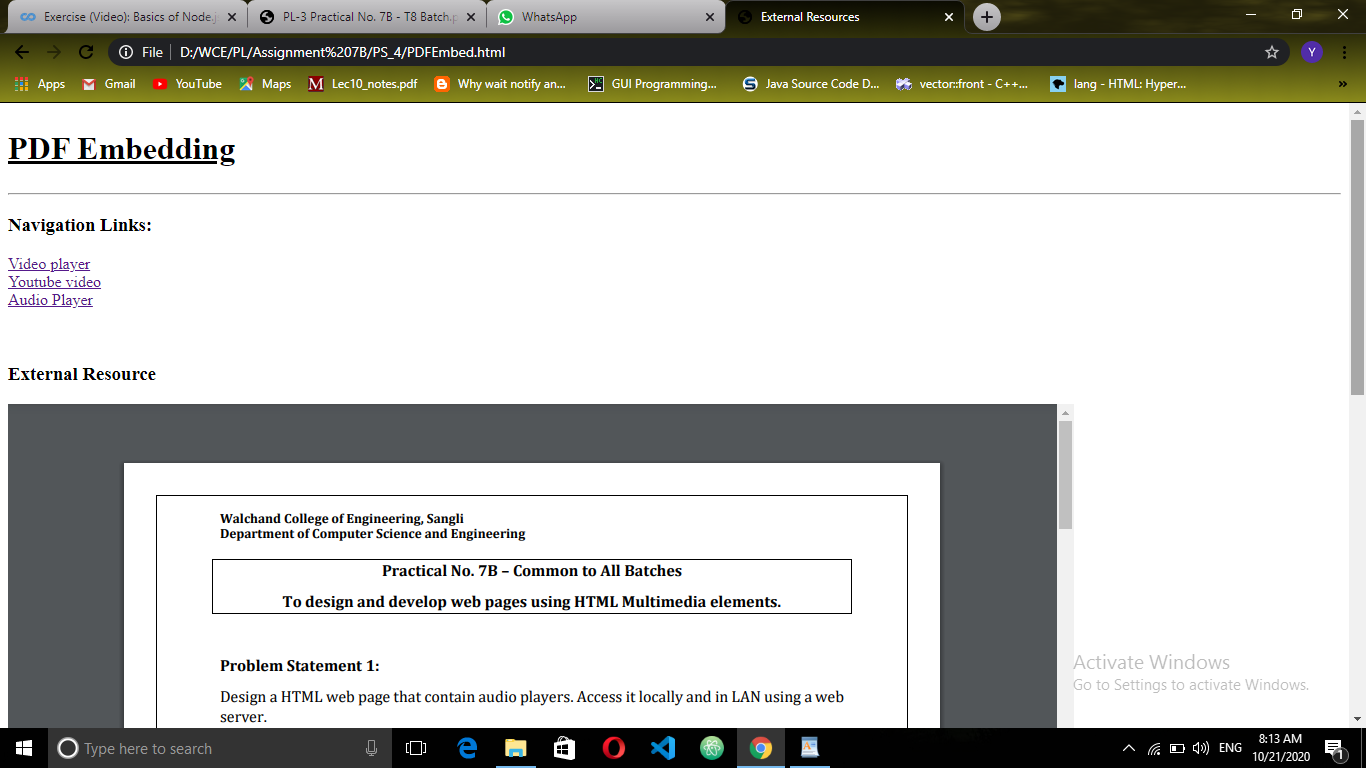 Exercise (Video): Basics of Node.j
PL-3 Practical No. 7B - T8 Batch.p
WhatsApp
External Resources
File
D:/WCE/PL/Assignment%207B/PS_4/PDFEmbed.html
Y
Apps
Gmail
YouTube
Maps
Lec10_notes.pdf
Why wait notify an...
GUI Programming...
Java Source Code D...
vector::front - C++...
lang - HTML: Hyper...
»
PDF Embedding
Navigation Links:
Video player
Youtube video
Audio Player
External Resource
Walchand College of Engineering, Sangli
Department of Computer Science and Engineering
Practical No. 7B – Common to All Batches
To design and develop web pages using HTML Multimedia elements.
Problem Statement 1:
Design a HTML web page that contain audio players. Access it locally and in LAN using a web
server.
Activate Windows
Go to Settings to activate Windows.
Type here to search
ENG
8:13 AM
10/21/2020
1